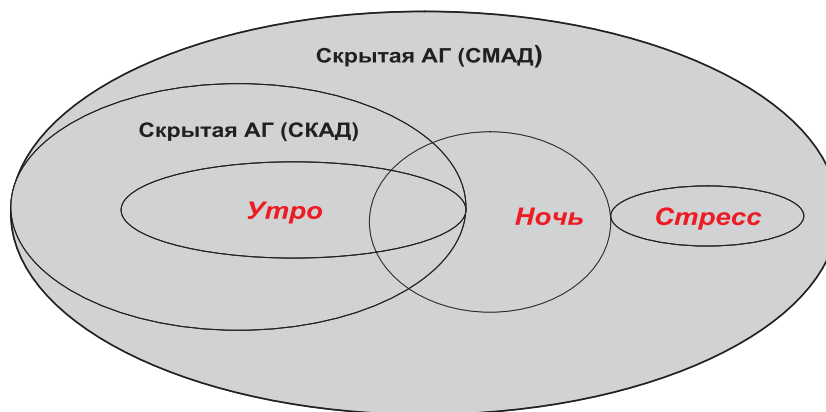 Скрытая АГ (СМАД)
Скрытая АГ (СКАД)
Утро
Ночь
Стресс